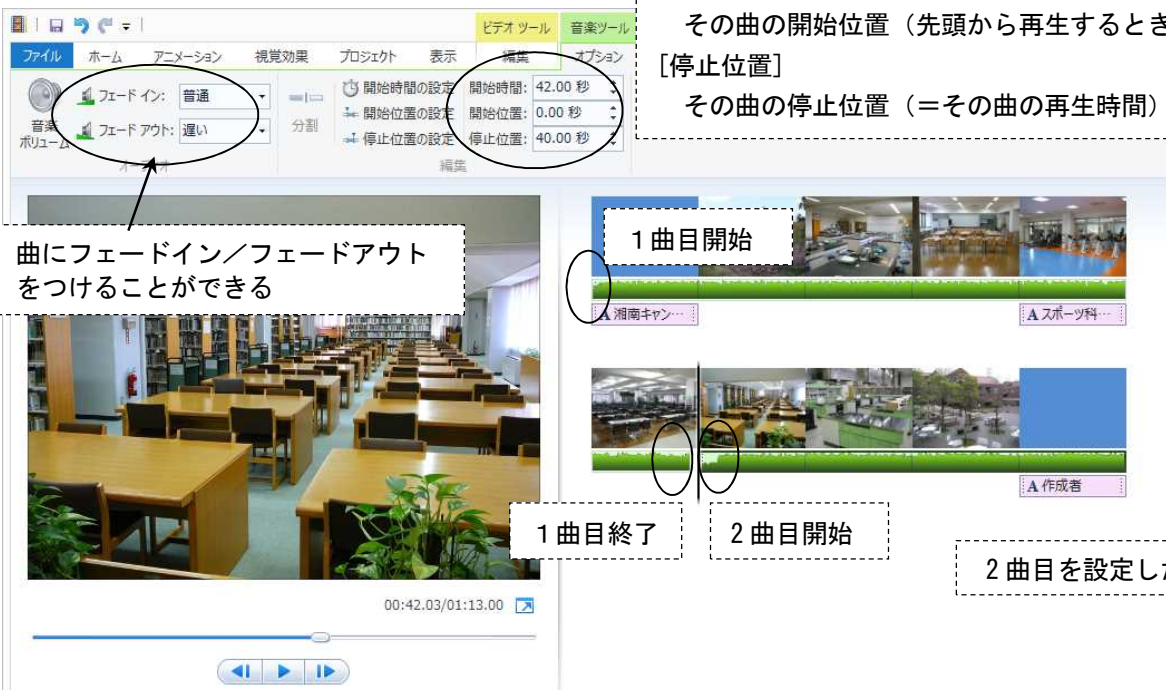 その曲の開始位置（先頭から再生するとき
[停止位置]
その曲の停止位置（＝その曲の再生時間）
ビデオ ツール
音楽ツール
ファイル
ホーム
アニメーション
視覚効果
プロジェクト
表示
編集
オプション
音楽
ボリューム
フェード イン: 普通
フェード アウト: 遅い
オーディオ
分割
開始時間の設定
開始位置の設定
停止位置の設定
開始時間: 42.00 秒
開始位置: 0.00 秒
停止位置: 40.00 秒
編集
曲にフェードイン／フェードアウト
をつけることができる
１曲目開始
A 湘南キャン…
A スポーツ科…
A 作成者
１曲目終了
２曲目開始
２曲目を設定し
00:42.03/01:13.00